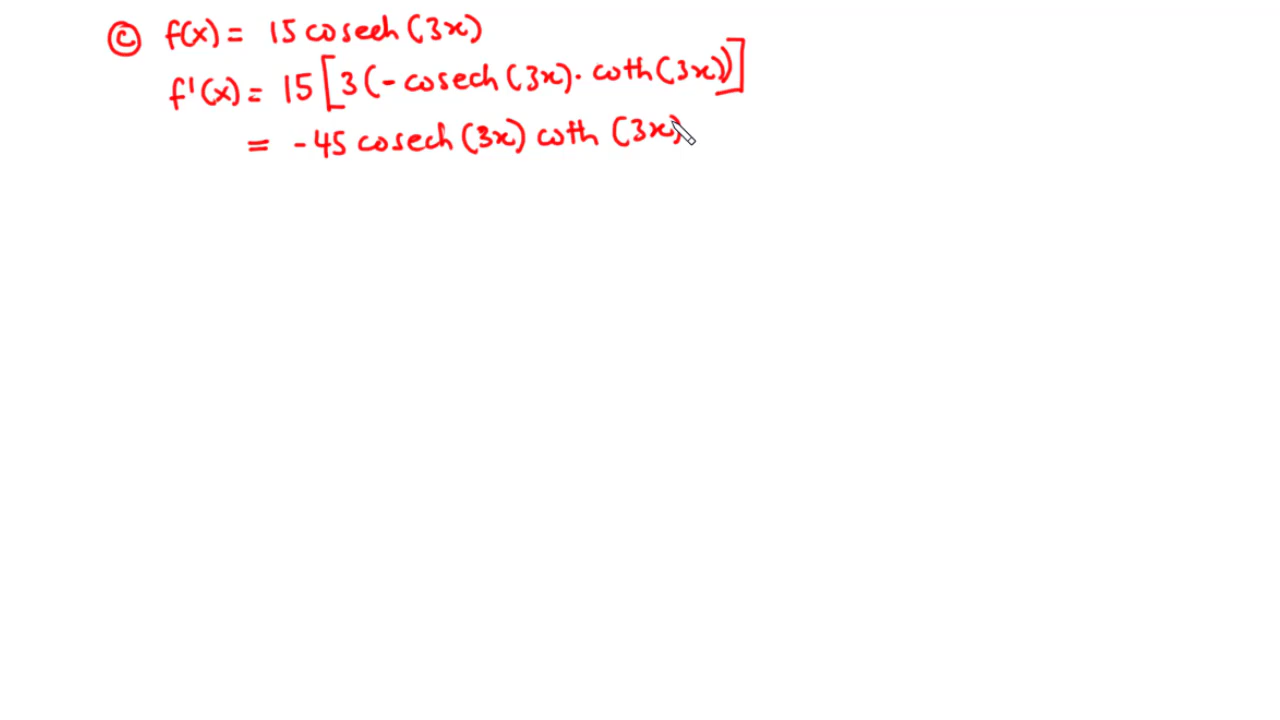 ⓒ f(x) = 15 cosech (3x)
f'(x) = 15 [3(- cosech (3x) · coth (3x))]
= - 45 cosech (3x) coth (3x)